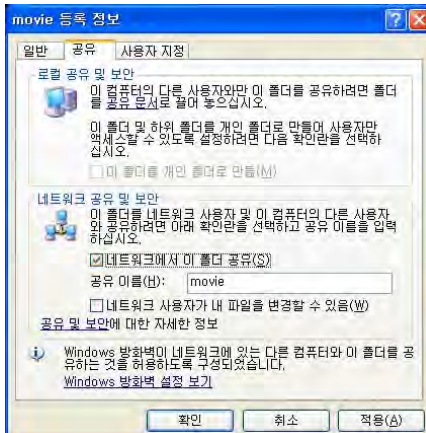 movie 등록 정보
일반 공유 사용자 지정
로컬 공유 및 보안
이 컴퓨터의 다른 사용자와만 이 폴더를 공유하려면 폴더
를 공유 문서로 끌어 놓으십시오.
이 폴더 및 하위 폴더를 개인 폴더로 만들어 사용자만
액세스할 수 있도록 설정하려면 다음 확인란을 선택하
십시오.
이 폴더를 개인 폴더로 만듦(M)
네트워크 공유 및 보안
이 폴더를 네트워크 사용자 및 이 컴퓨터의 다른 사용자
와 공유하려면 아래 확인란을 선택하고 공유 이름을 입력
하십시오.
네트워크에서 이 폴더 공유(S)
공유 이름(H): movie
네트워크 사용자가 내 파일을 변경할 수 있음(W)
공유 및 보안에 대한 자세한 정보
Windows 방화벽이 네트워크에 있는 다른 컴퓨터와 이 폴더를 공
유하는 것을 허용하도록 구성되었습니다.
Windows 방화벽 설정 보기
확인 취소 적용(A)